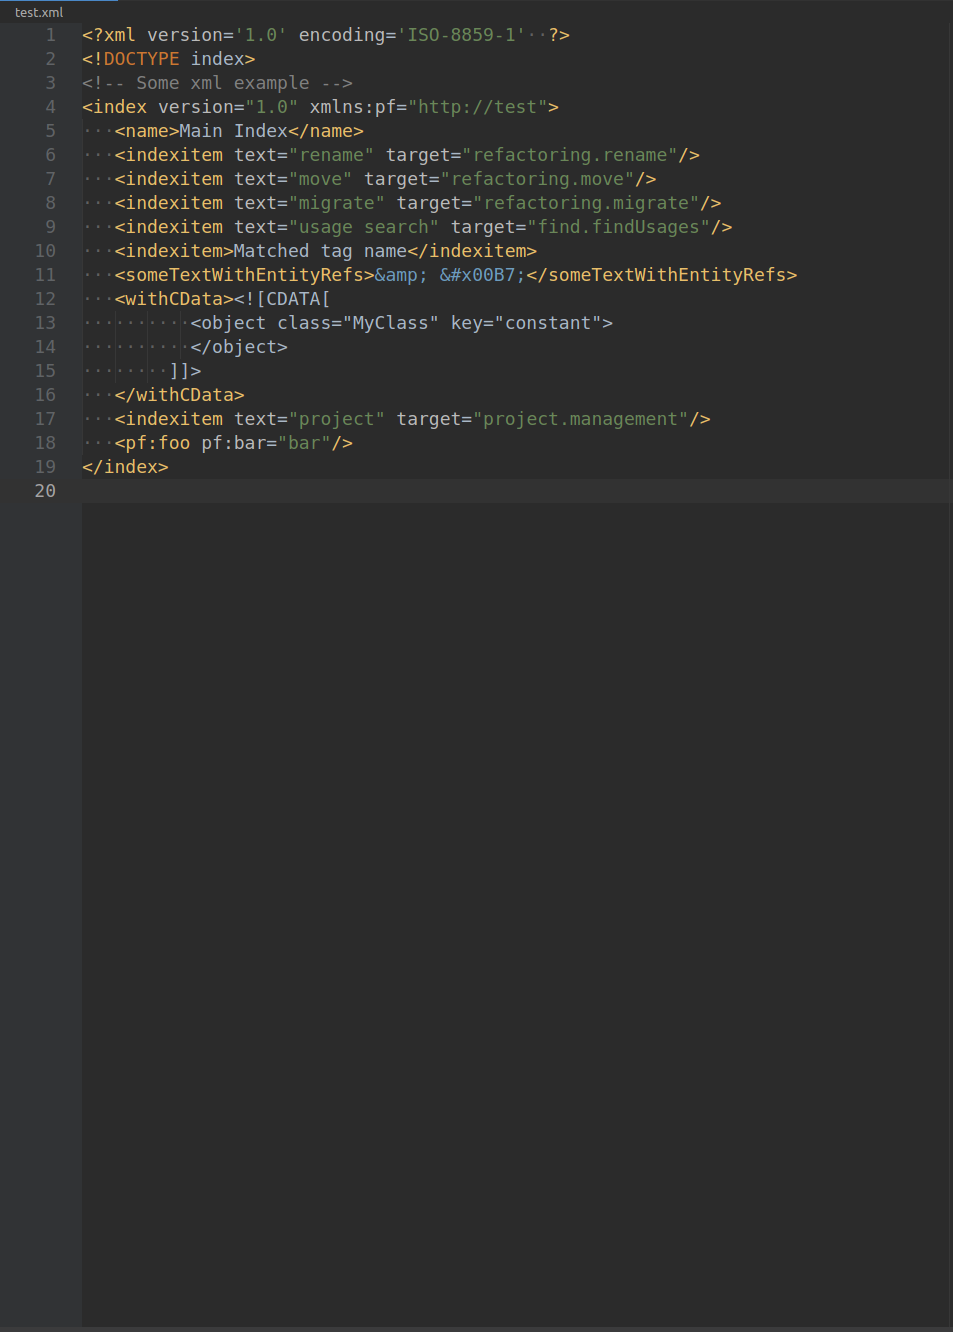 test.xml
1 <?xml version='1.0' encoding='ISO-8859-1'··?>
2 <!DOCTYPE index>
3 <!-- Some xml example -->
4 <index version="1.0" xmlns:pf="http://test">
5 ···<name>Main Index</name>
6 ···<indexitem text="rename" target="refactoring.rename"/>
7 ···<indexitem text="move" target="refactoring.move"/>
8 ···<indexitem text="migrate" target="refactoring.migrate"/>
9 ···<indexitem text="usage search" target="find.findUsages"/>
10 ···<indexitem>Matched tag name</indexitem>
11 ···<someTextWithEntityRefs>&amp; &#x00B7;</someTextWithEntityRefs>
12 ···<withCData><![CDATA[
13 ··········<object class="MyClass" key="constant">
14 ··········</object>
15 ········]]>
16 ···</withCData>
17 ···<indexitem text="project" target="project.management"/>
18 ···<pf:foo pf:bar="bar"/>
19 </index>
20